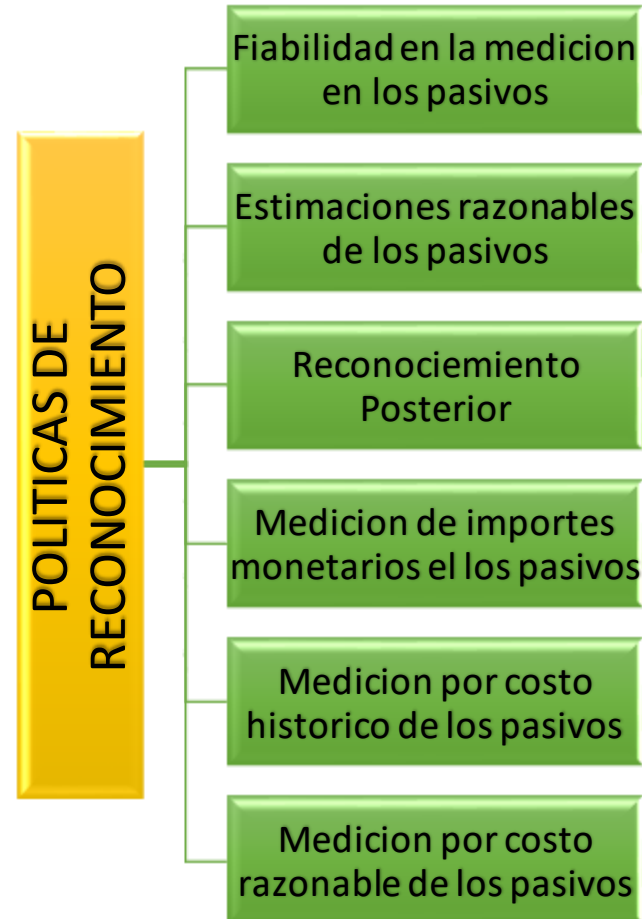 POLITICAS DE
RECONOCIMIENTO
Fiabilidad en la medicion
en los pasivos
Estimaciones razonables
de los pasivos
Reconociemiento
Posterior
Medicion de importes
monetarios el los pasivos
Medicion por costo
historico de los pasivos
Medicion por costo
razonable de los pasivos